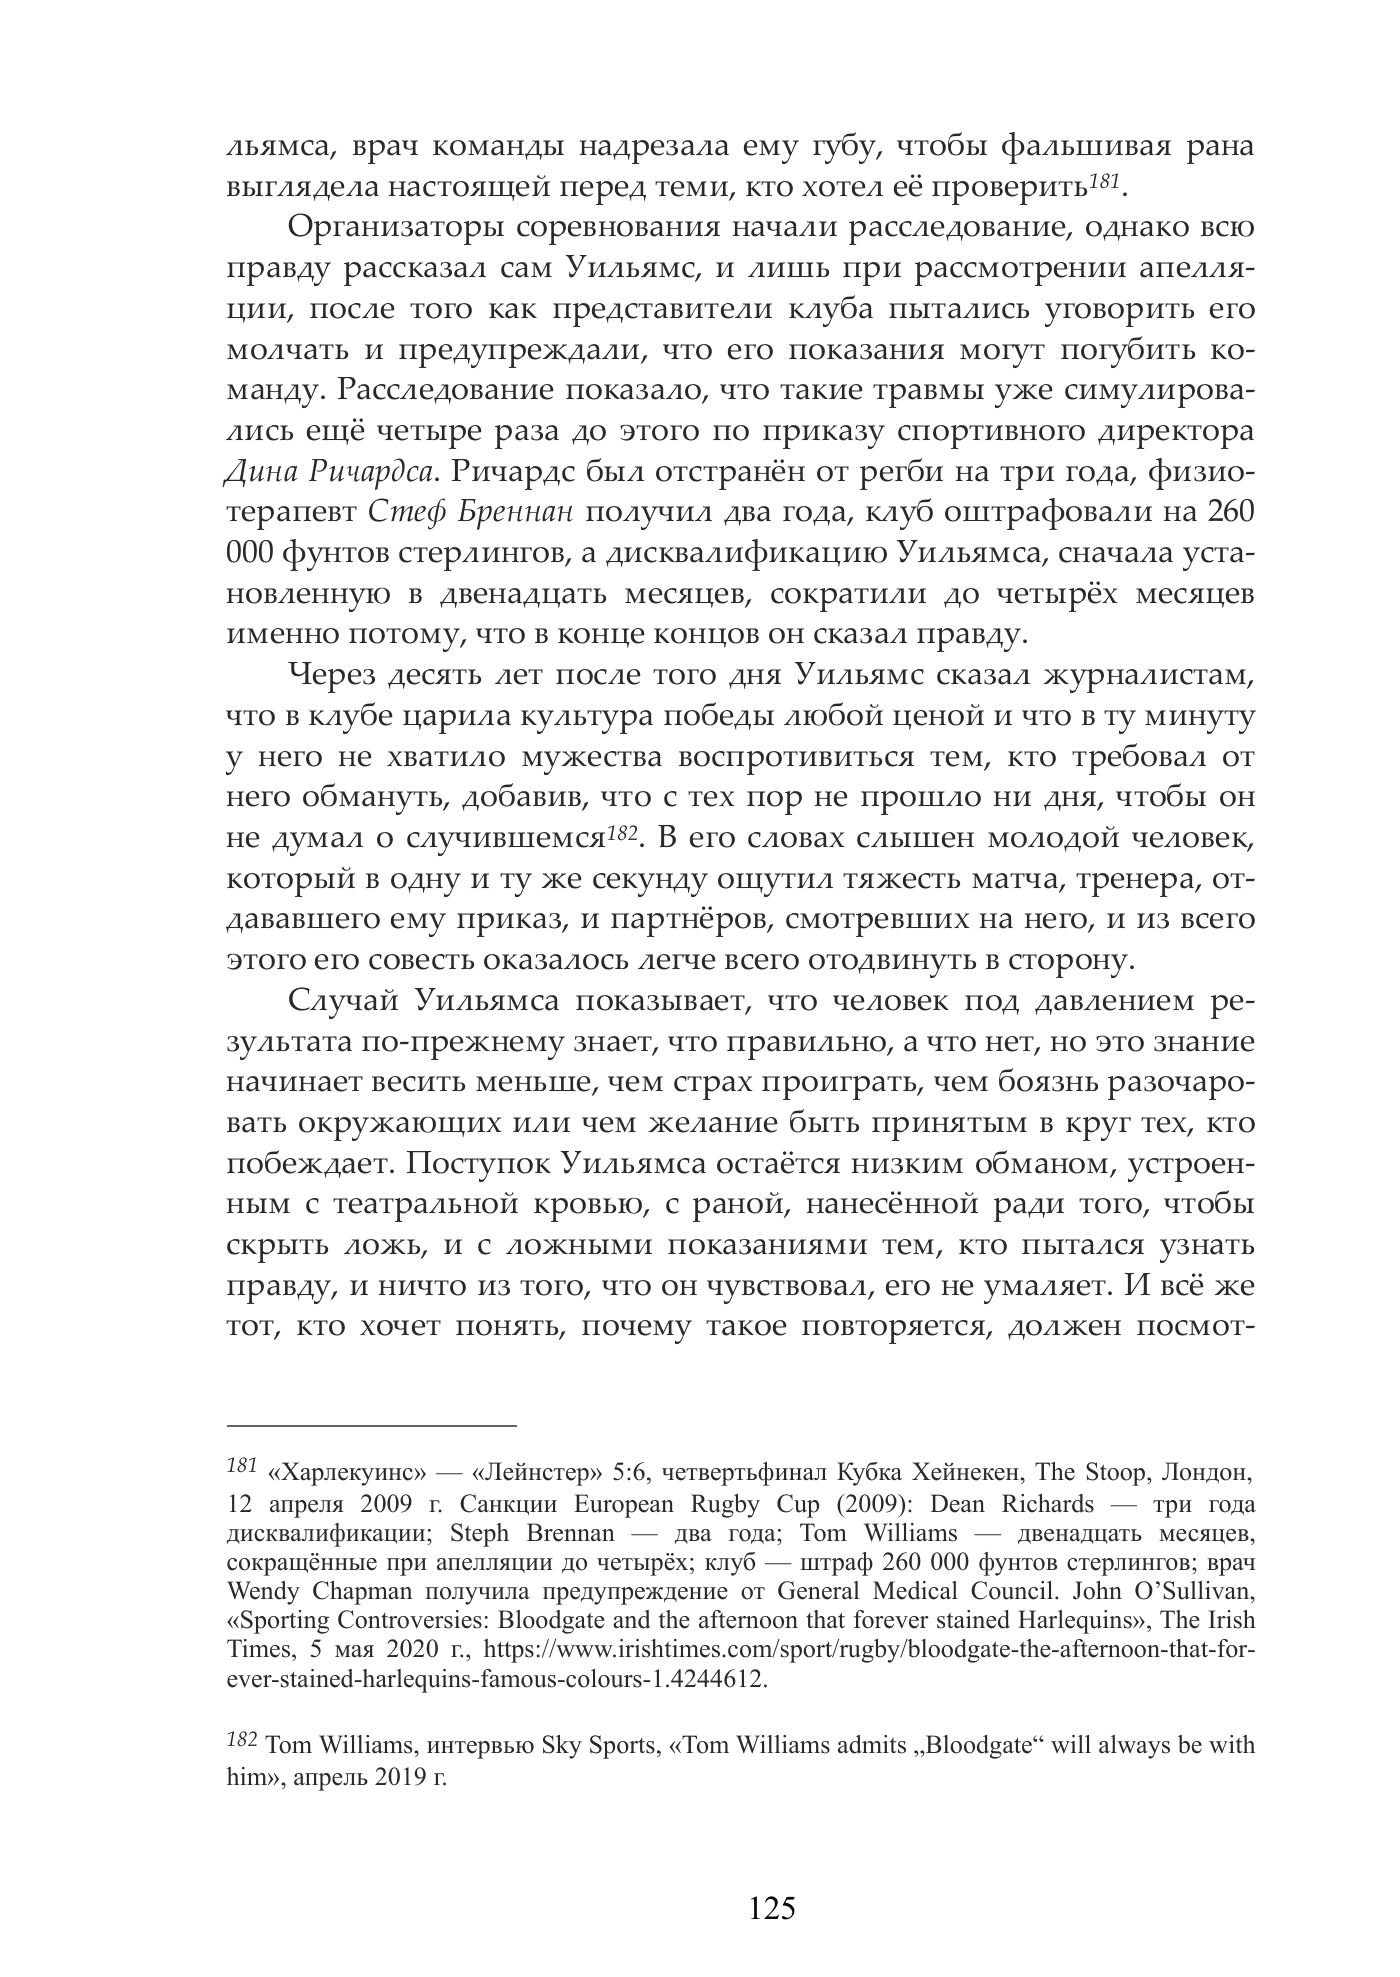 льямса, врач команды надрезала ему губу, чтобы фальшивая рана
выглядела настоящей перед теми, кто хотел её проверить181.
Организаторы соревнования начали расследование, однако всю
правду рассказал сам Уильямс, и лишь при рассмотрении апелля-
ции, после того как представители клуба пытались уговорить его
молчать и предупреждали, что его показания могут погубить ко-
манду. Расследование показало, что такие травмы уже симулирова-
лись ещё четыре раза до этого по приказу спортивного директора
Дина Ричардса. Ричардс был отстранён от регби на три года, физио-
терапевт Стеф Бреннан получил два года, клуб оштрафовали на 260
000 фунтов стерлингов, а дисквалификацию Уильямса, сначала уста-
новленную в двенадцать месяцев, сократили до четырёх месяцев
именно потому, что в конце концов он сказал правду.
Через десять лет после того дня Уильямс сказал журналистам,
что в клубе царила культура победы любой ценой и что в ту минуту
у него не хватило мужества воспротивиться тем, кто требовал от
него обмануть, добавив, что с тех пор не прошло ни дня, чтобы он
не думал о случившемся182. В его словах слышен молодой человек,
который в одну и ту же секунду ощутил тяжесть матча, тренера, от-
дававшего ему приказ, и партнёров, смотревших на него, и из всего
этого его совесть оказалось легче всего отодвинуть в сторону.
Случай Уильямса показывает, что человек под давлением ре-
зультата по-прежнему знает, что правильно, а что нет, но это знание
начинает весить меньше, чем страх проиграть, чем боязнь разочаро-
вать окружающих или чем желание быть принятым в круг тех, кто
побеждает. Поступок Уильямса остаётся низким обманом, устроен-
ным с театральной кровью, с раной, нанесённой ради того, чтобы
скрыть ложь, и с ложными показаниями тем, кто пытался узнать
правду, и ничто из того, что он чувствовал, его не умаляет. И всё же
тот, кто хочет понять, почему такое повторяется, должен посмот-
181 «Харлекуинс» — «Лейнстер» 5:6, четвертьфинал Кубка Хейнекен, The Stoop, Лондон,
12 апреля 2009 г. Санкции European Rugby Cup (2009): Dean Richards — три года
дисквалификации; Steph Brennan — два года; Tom Williams — двенадцать месяцев,
сокращённые при апелляции до четырёх; клуб — штраф 260 000 фунтов стерлингов; врач
Wendy Chapman получила предупреждение от General Medical Council. John O’Sullivan,
«Sporting Controversies: Bloodgate and the afternoon that forever stained Harlequins», The Irish
Times, 5 мая 2020 г., https://www.irishtimes.com/sport/rugby/bloodgate-the-afternoon-that-for-
ever-stained-harlequins-famous-colours-1.4244612.
182 Tom Williams, интервью Sky Sports, «Tom Williams admits „Bloodgate“ will always be with
him», апрель 2019 г.
125